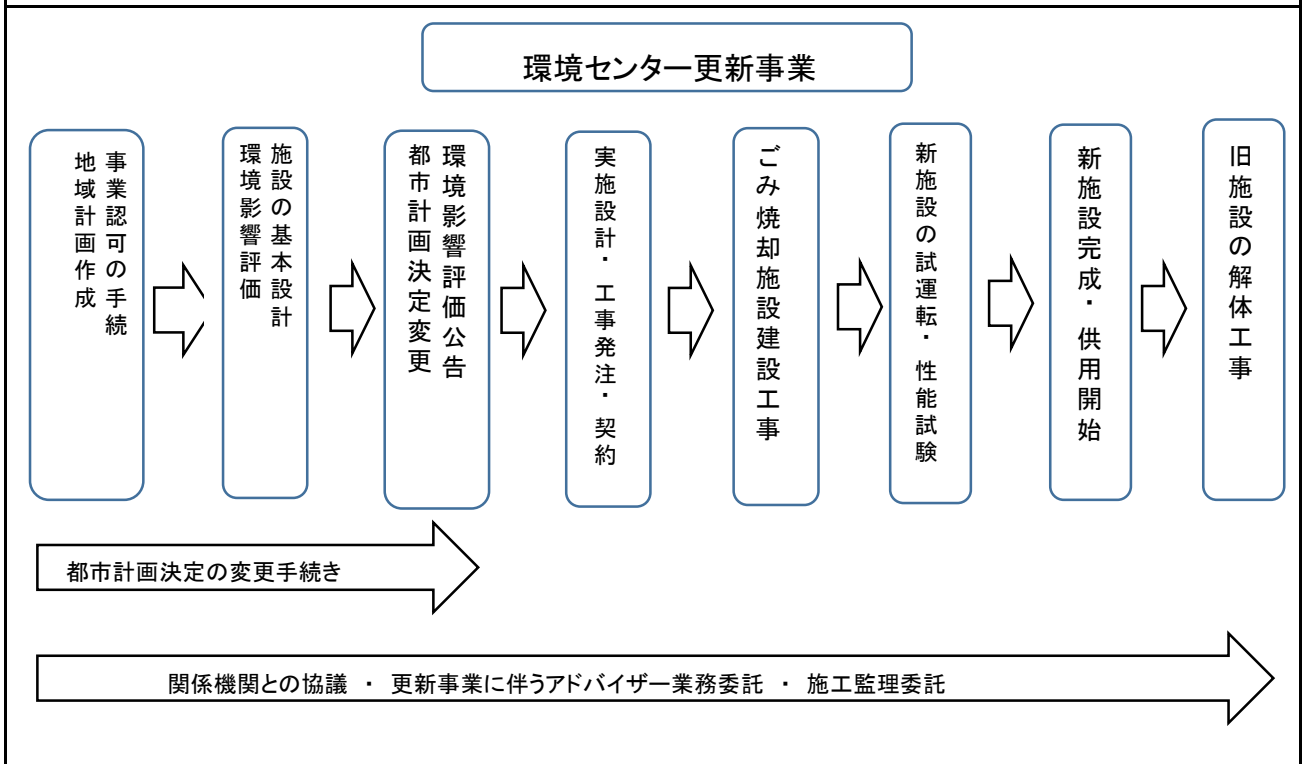 環境センター更新事業
事業認可の手続
地域計画作成
施設の基本設計
環境影響評価
環境影響評価公告
都市計画決定変更
実施設計・工事発注・契約
ごみ焼却施設建設工事
新施設の試運転・性能試験
新施設完成・供用開始
旧施設の解体工事
都市計画決定の変更手続き
関係機関との協議 ・ 更新事業に伴うアドバイザー業務委託 ・ 施工監理委託